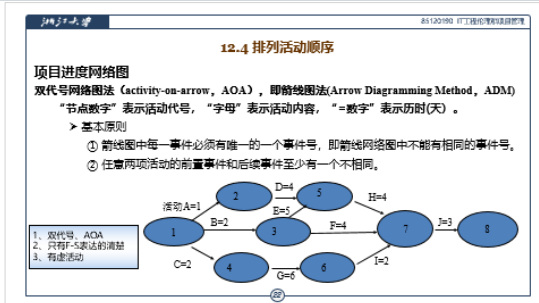 浙江大学
85120190 IT工程伦理和项目管理
12.4 排列活动顺序
项目进度网络图
双代号网络图法（activity-on-arrow，AOA），即箭线图法(Arrow Diagramming Method，ADM)
“节点数字”表示活动代号，“字母”表示活动内容，“=数字”表示历时(天) 。
➢ 基本原则
① 箭线图中每一事件必须有唯一的一个事件号，即箭线网络图中不能有相同的事件号。
② 任意两项活动的前置事件和后续事件至少有一个不相同。
活动A=1
2
D=4
5
H=4
E=5
B=2
1
3
F=4
7
J=3
8
C=2
4
G=6
6
I=2
1、双代号、AOA
2、只有F-S表达的清楚
3、有虚活动
22